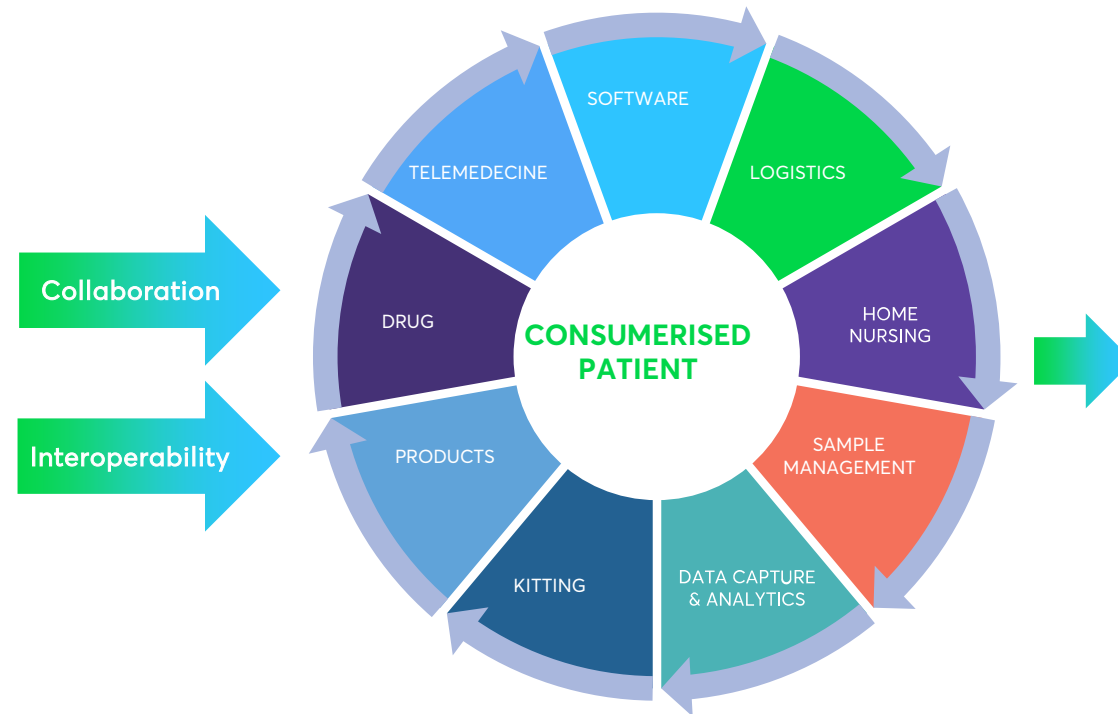 SOFTWARE
TELEMEDECINE
LOGISTICS
Collaboration
DRUG
HOME
NURSING
CONSUMERISED
PATIENT
Interoperability
PRODUCTS
SAMPLE
MANAGEMENT
KITTING
DATA CAPTURE
& ANALYTICS